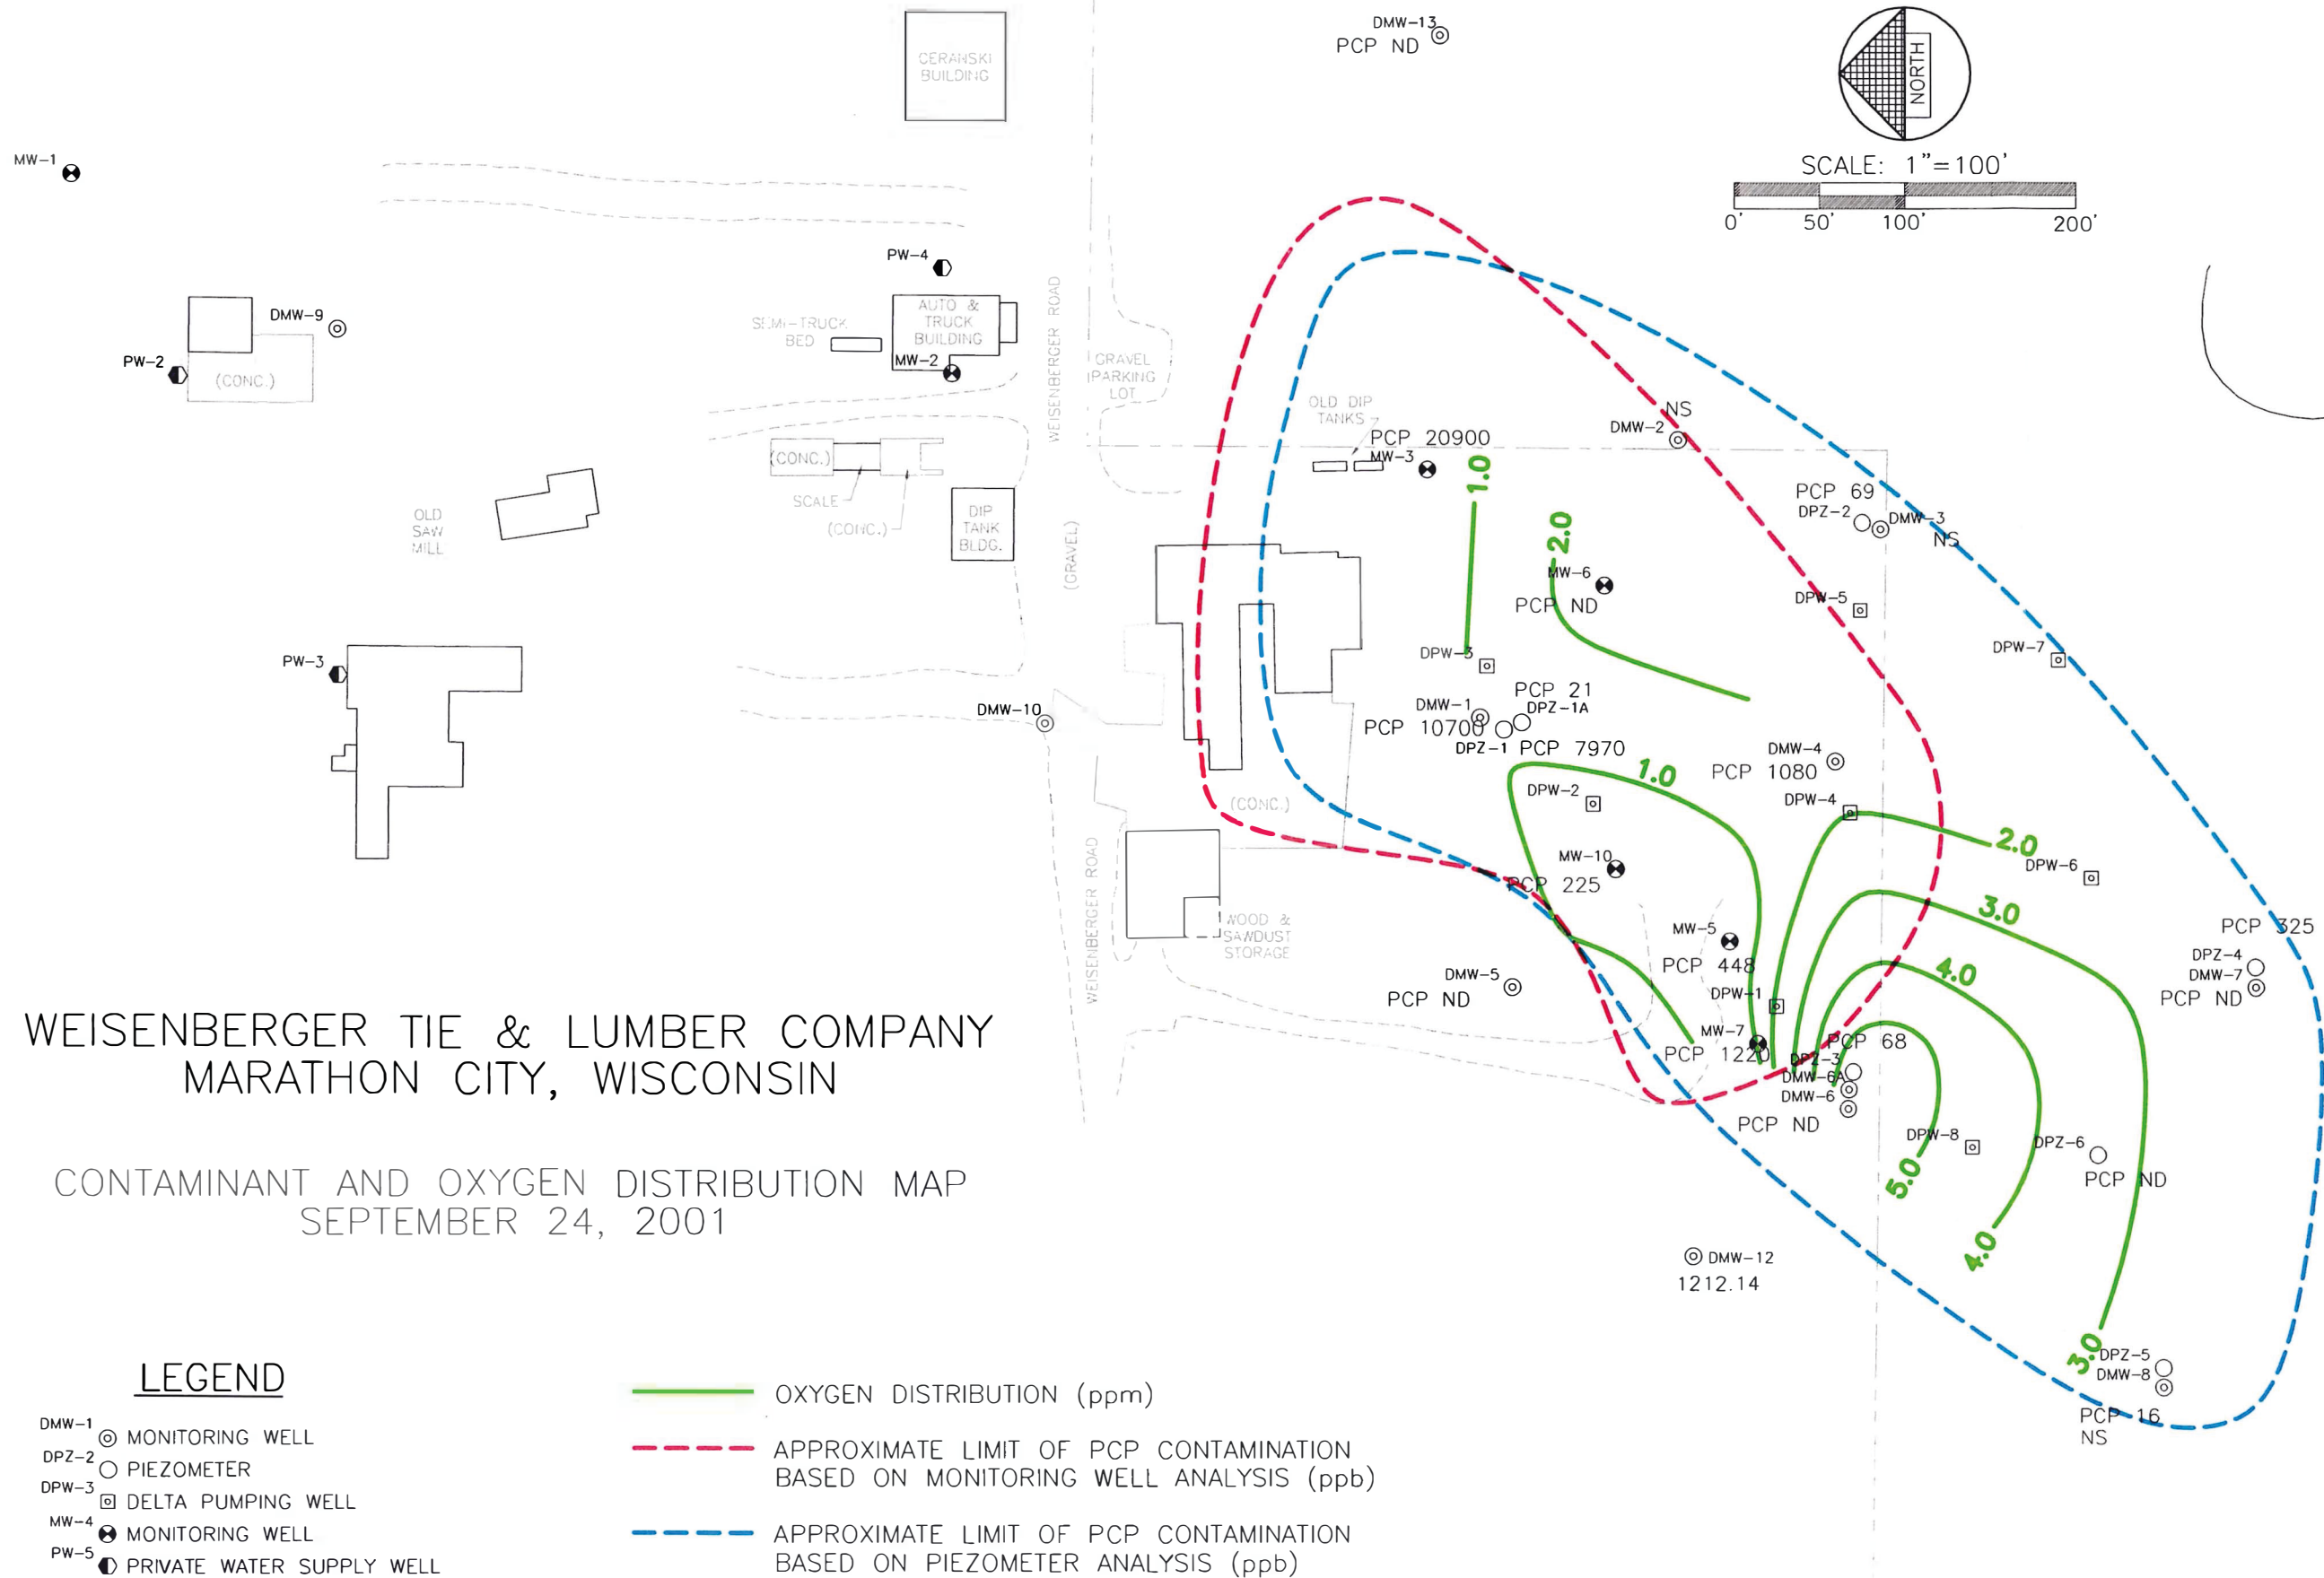 DMW-13
PCP ND
NORTH
SCALE: 1"=100'
0'
50'
100'
200'
CERANSKI
BUILDING
MW-1
PW-4
AUTO &
TRUCK
BUILDING
SEMI-TRUCK
BED
MW-2
DMW-9
PW-2
(CONC.)
WEISENBERGER ROAD
GRAVEL
PARKING
LOT
OLD DIP
TANKS
PCP 20900
MW-3
1.0
NS
DMW-2
(CONC.)
SCALE
(CONC.)
DIP
TANK
BLDG.
(GRAVEL)
OLD
SAW
MILL
2.0
MW-6
PCP ND
PCP 69
DPZ-2
DMW-3
NS
DPW-5
DPW-7
DPW-3
PW-3
DMW-10
PCP 21
DPZ-1A
DMW-1
PCP 10700
DPZ-1
PCP 7970
DMW-4
PCP 1080
1.0
DPW-2
DPW-4
(CONC.)
2.0
DPW-6
MW-10
PCP 225
WEISENBERGER ROAD
WOOD &
SAWDUST
STORAGE
3.0
PCP 325
DPZ-4
DMW-7
PCP ND
MW-5
PCP 448
4.0
DMW-5
PCP ND
DPW-1
MW-7
PCP 1220
PCP 68
DPZ-3
DMW-6A
DMW-6
PCP ND
DPW-8
DPZ-6
PCP ND
5.0
4.0
DMW-12
1212.14
3.0
DPZ-5
DMW-8
PCP 16
NS
WEISENBERGER TIE & LUMBER COMPANY
MARATHON CITY, WISCONSIN
CONTAMINANT AND OXYGEN DISTRIBUTION MAP
SEPTEMBER 24, 2001
LEGEND
DMW-1
MONITORING WELL
DPZ-2
PIEZOMETER
DPW-3
DELTA PUMPING WELL
MW-4
MONITORING WELL
PW-5
PRIVATE WATER SUPPLY WELL
OXYGEN DISTRIBUTION (ppm)
APPROXIMATE LIMIT OF PCP CONTAMINATION
BASED ON MONITORING WELL ANALYSIS (ppb)
APPROXIMATE LIMIT OF PCP CONTAMINATION
BASED ON PIEZOMETER ANALYSIS (ppb)